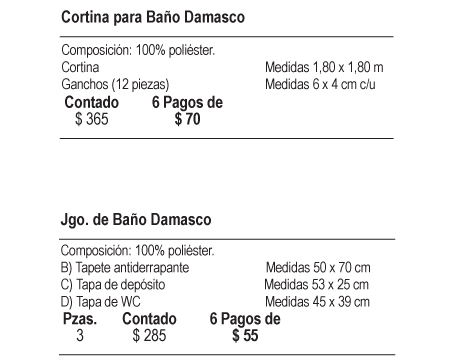 Cortina para Baño Damasco
Composición: 100% poliéster.
Cortina Medidas 1,80 x 1,80 m
Ganchos (12 piezas) Medidas 6 x 4 cm c/u
Contado 6 Pagos de
$ 365 $ 70
Jgo. de Baño Damasco
Composición: 100% poliéster.
B) Tapete antiderrapante Medidas 50 x 70 cm
C) Tapa de depósito Medidas 53 x 25 cm
D) Tapa de WC Medidas 45 x 39 cm
Pzas. Contado 6 Pagos de
3 $ 285 $ 55